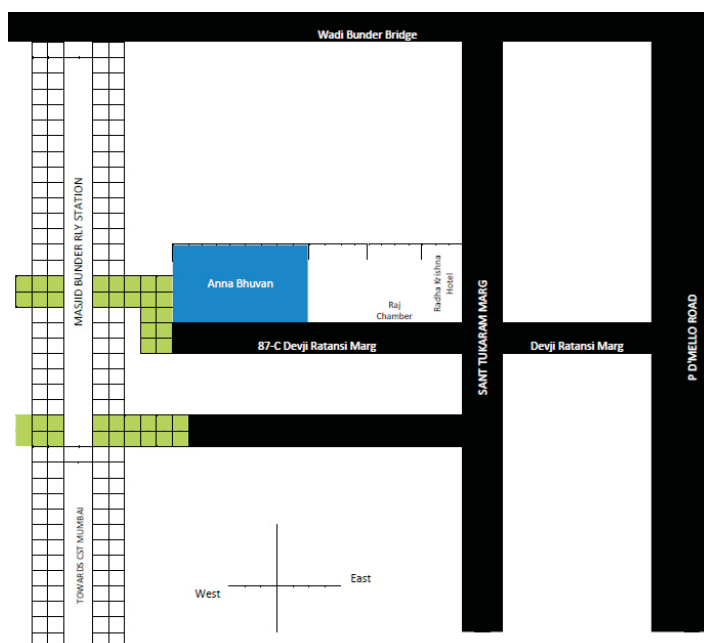 Wadi Bunder Bridge
MASJID BUNDER RLY STATION
Anna Bhuvan
Raj
Chamber
Radha Krishna
Hotel
SANT TUKARAM MARG
P D'MELLO ROAD
87-C Devji Ratansi Marg
Devji Ratansi Marg
TOWARDS CST MUMBAI
East
West